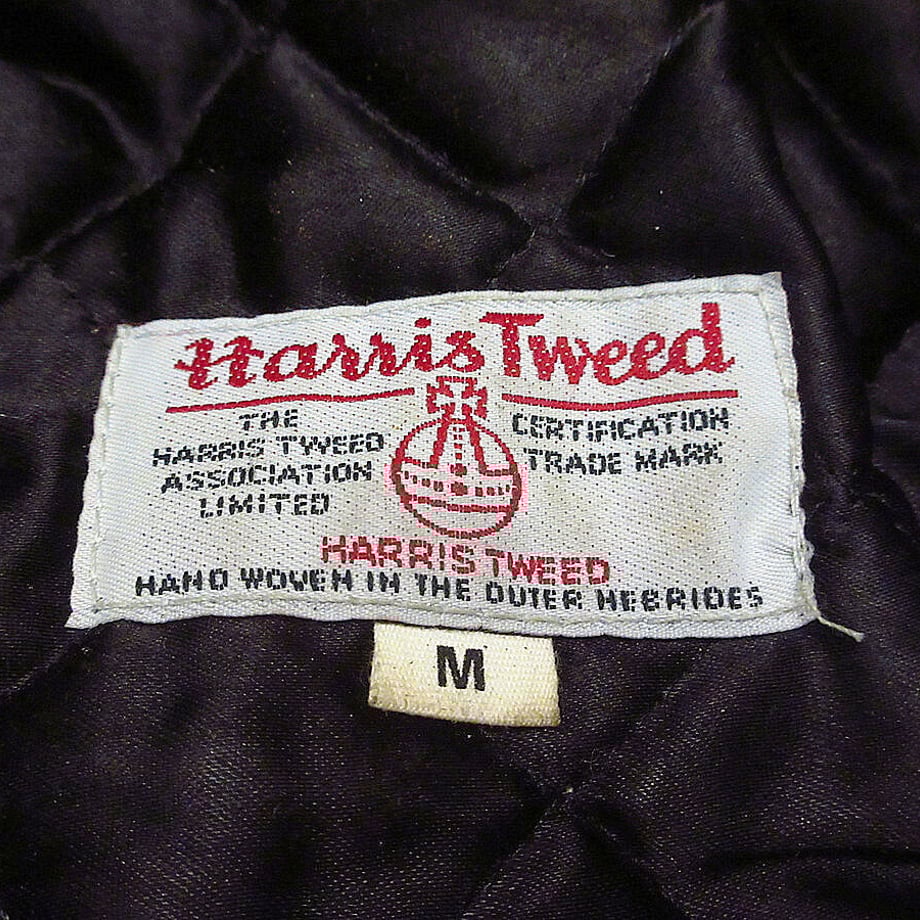 Harris Tweed
THE
HARRIS TWEED
ASSOCIATION
LIMITED
CERTIFICATION
TRADE MARK
HARRIS TWEED
HAND WOVEN IN THE OUTER HEBRIDES
M